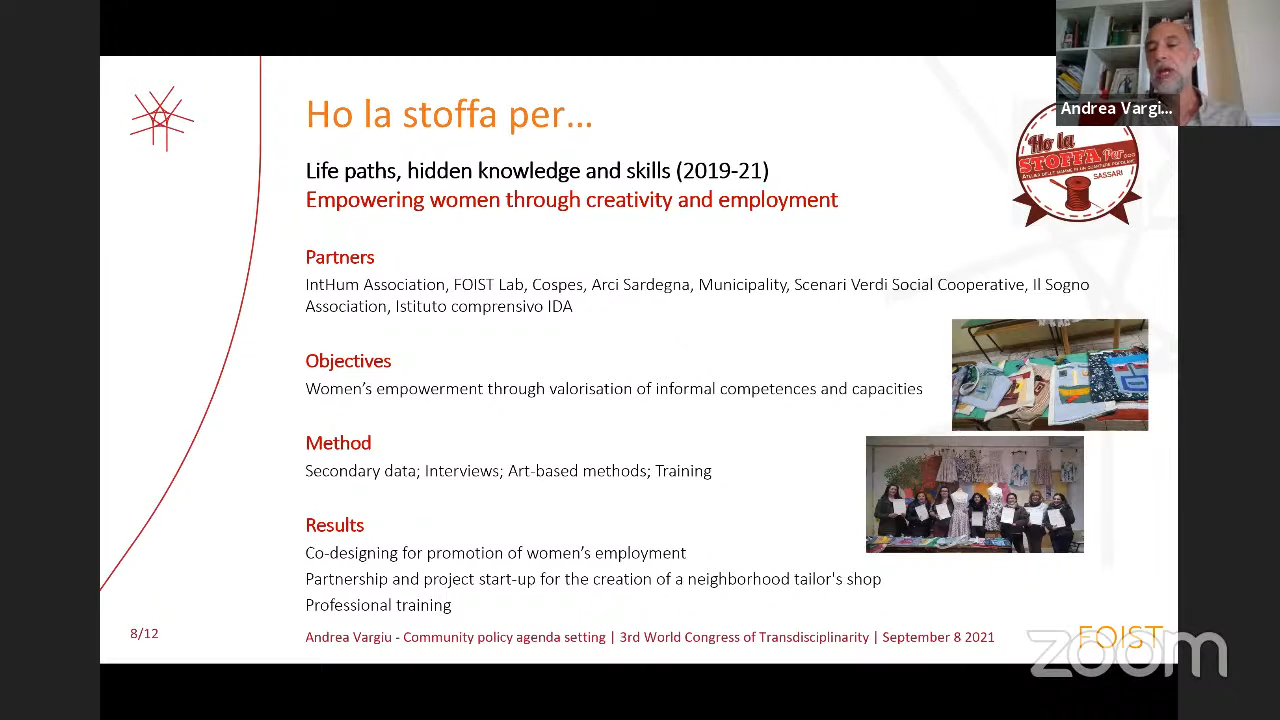 Ho la stoffa per...
Life paths, hidden knowledge and skills (2019-21)
Empowering women through creativity and employment
Andrea Vargi...
Ho la
STOFFA Per...
SASSARI
Partners
IntHum Association, FOIST Lab, Cospes, Arci Sardegna, Municipality, Scenari Verdi Social Cooperative, Il Sogno
Association, Istituto comprensivo IDA
Objectives
Women’s empowerment through valorisation of informal competences and capacities
Method
Secondary data; Interviews; Art-based methods; Training
Results
Co-designing for promotion of women’s employment
Partnership and project start-up for the creation of a neighborhood tailor's shop
Professional training
8/12
Andrea Vargiu - Community policy agenda setting | 3rd World Congress of Transdisciplinarity | September 8 2021
FOIST
zoom